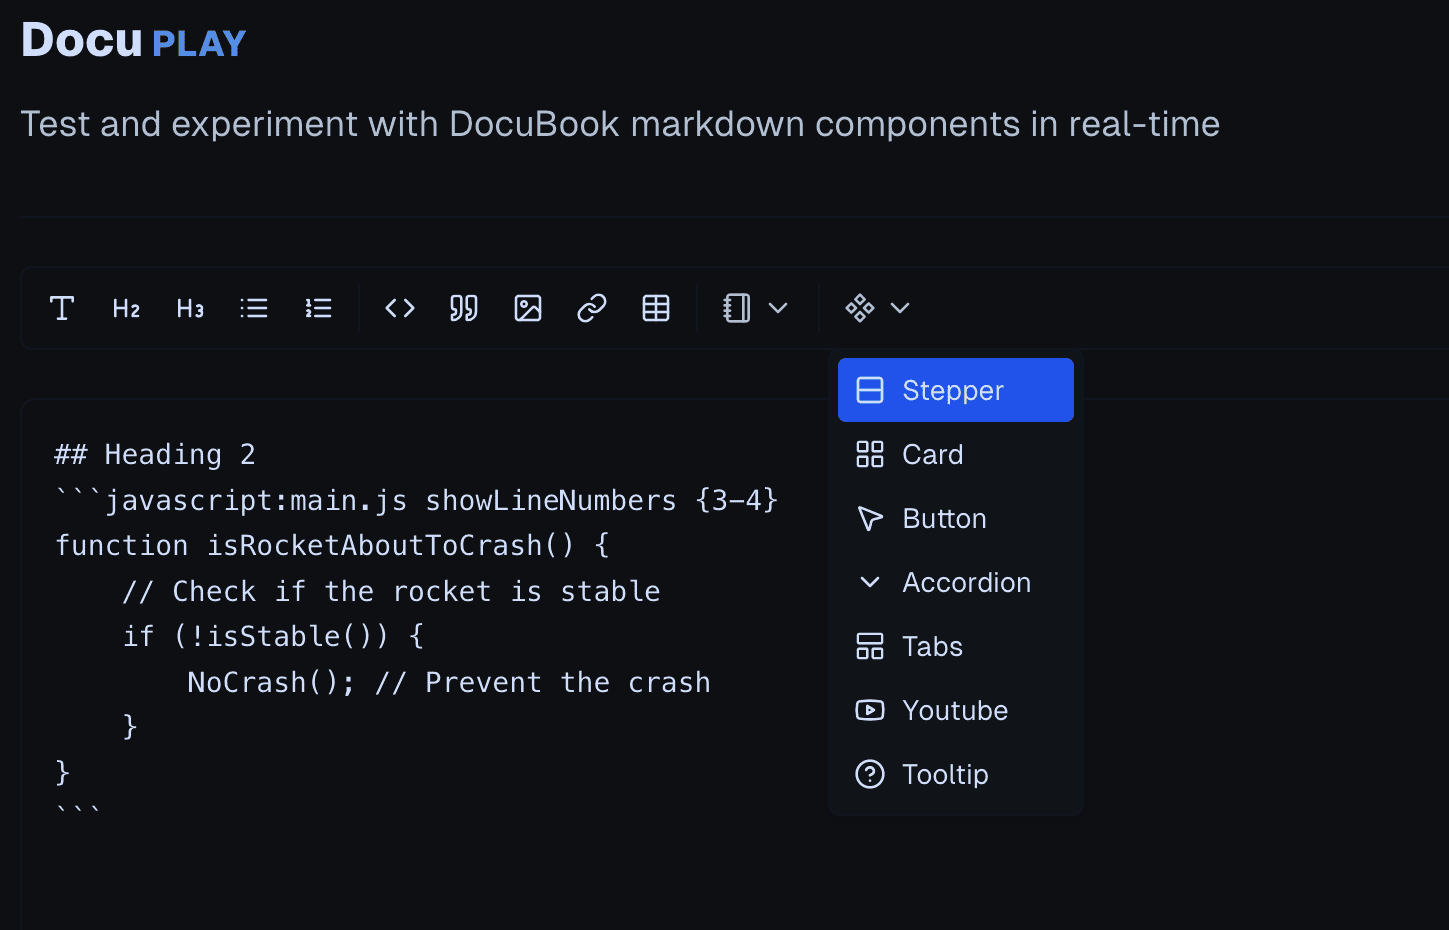 Docu PLAY
Test and experiment with DocuBook markdown components in real-time
T H2 H3
Stepper
Card
Button
Accordion
Tabs
Youtube
Tooltip
## Heading 2
```javascript:main.js showLineNumbers {3-4}
function isRocketAboutToCrash() {
    // Check if the rocket is stable
    if (!isStable()) {
        NoCrash(); // Prevent the crash
    }
}
```